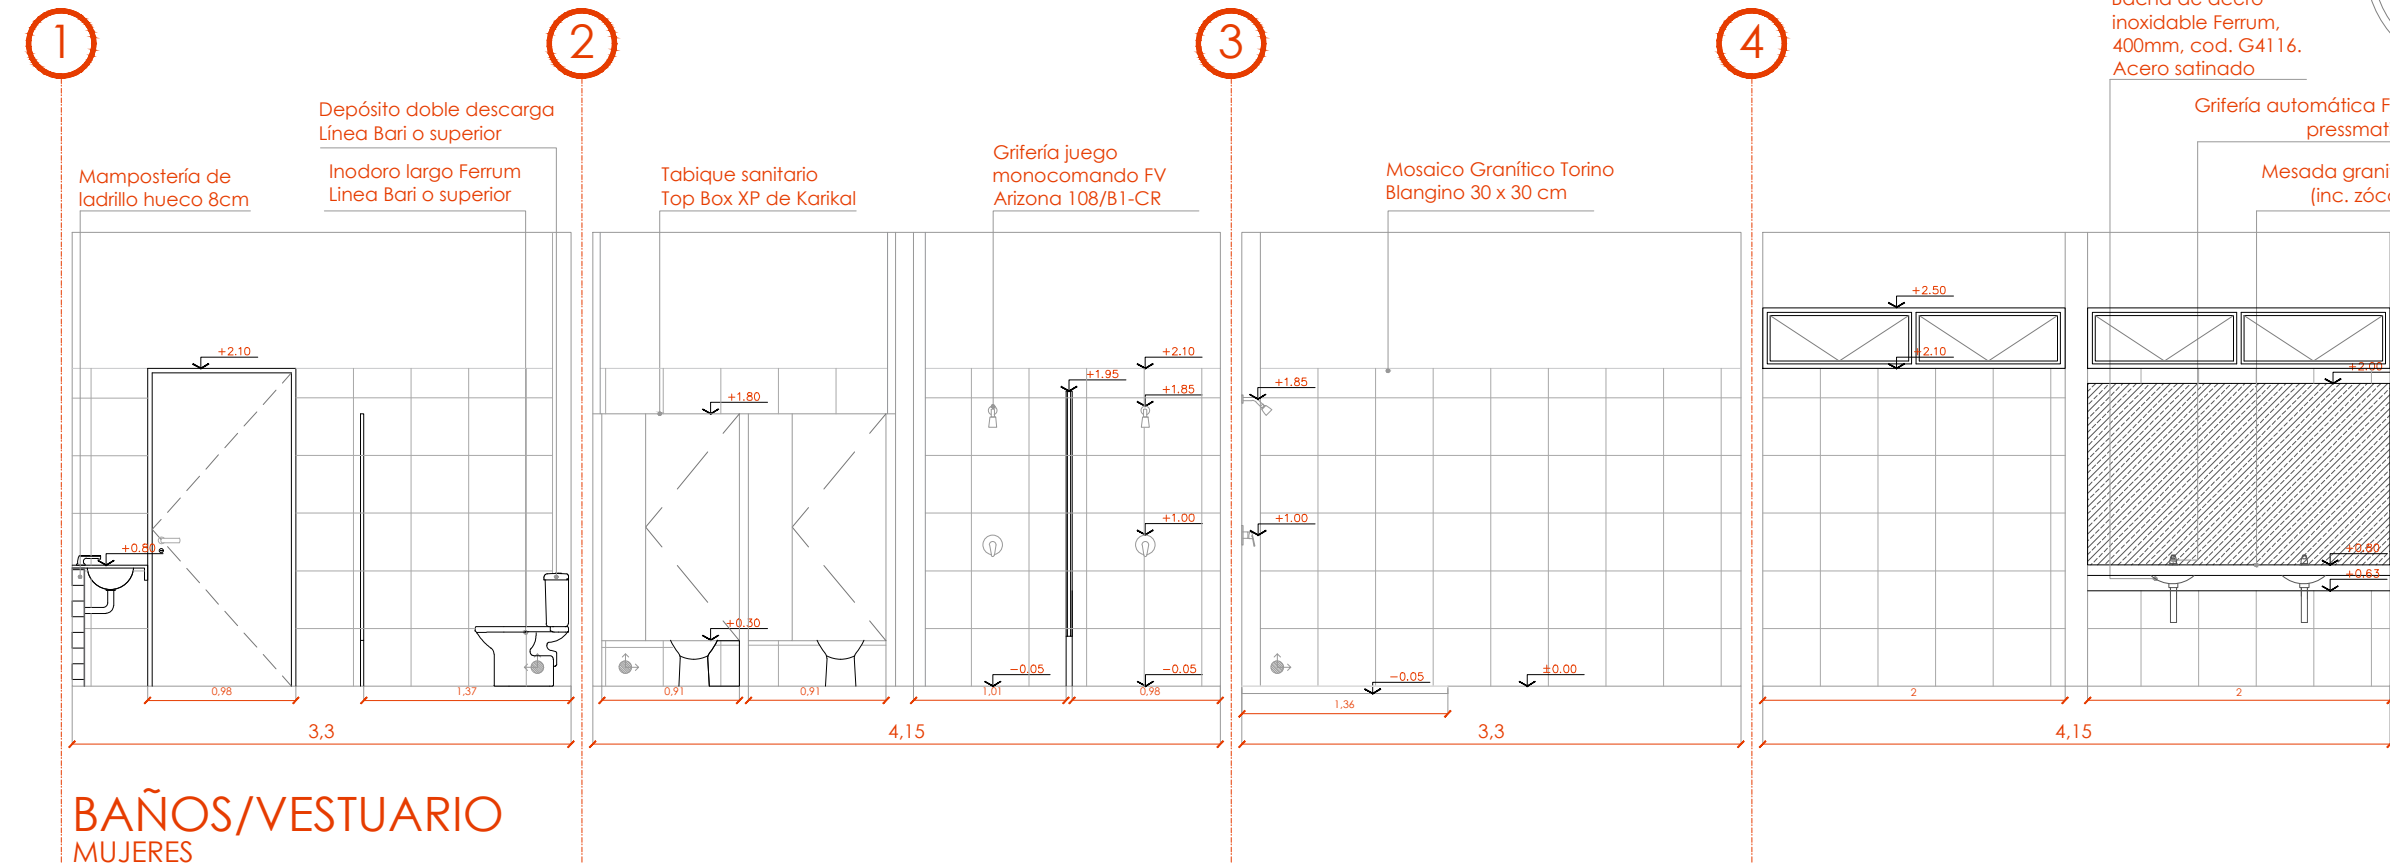 1
2
3
4
Bacha de acero
inoxidable Ferrum,
400mm, cod. G4116.
Acero satinado
Depósito doble descarga
Línea Bari o superior
Grifería automática F
pressmat
Mampostería de
ladrillo hueco 8cm
Inodoro largo Ferrum
Linea Bari o superior
Tabique sanitario
Top Box XP de Karikal
Grifería juego
monocomando FV
Arizona 108/B1-CR
Mosaico Granítico Torino
Blangino 30 x 30 cm
Mesada grani
(inc. zóc
+2.10
+0.80
0,98
1,37
3,3
+1.80
+0.30
+2.10
+1.95
+1.85
+1.00
−0.05
−0.05
0,91
0,91
1,01
0,98
4,15
+1.85
+1.00
−0.05
±0.00
1,36
3,3
+2.50
+2.10
+2.00
+0.80
+0.63
2
2
4,15
BAÑOS/VESTUARIO
MUJERES